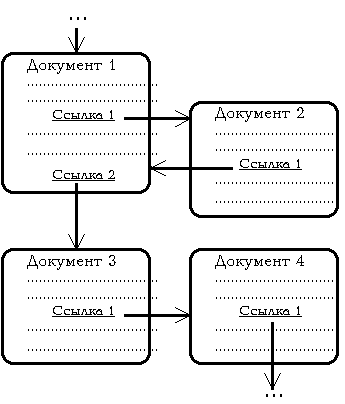 ...
Документ 1
Ссылка 1
Ссылка 2
Документ 2
Ссылка 1
Документ 3
Ссылка 1
Документ 4
Ссылка 1
...